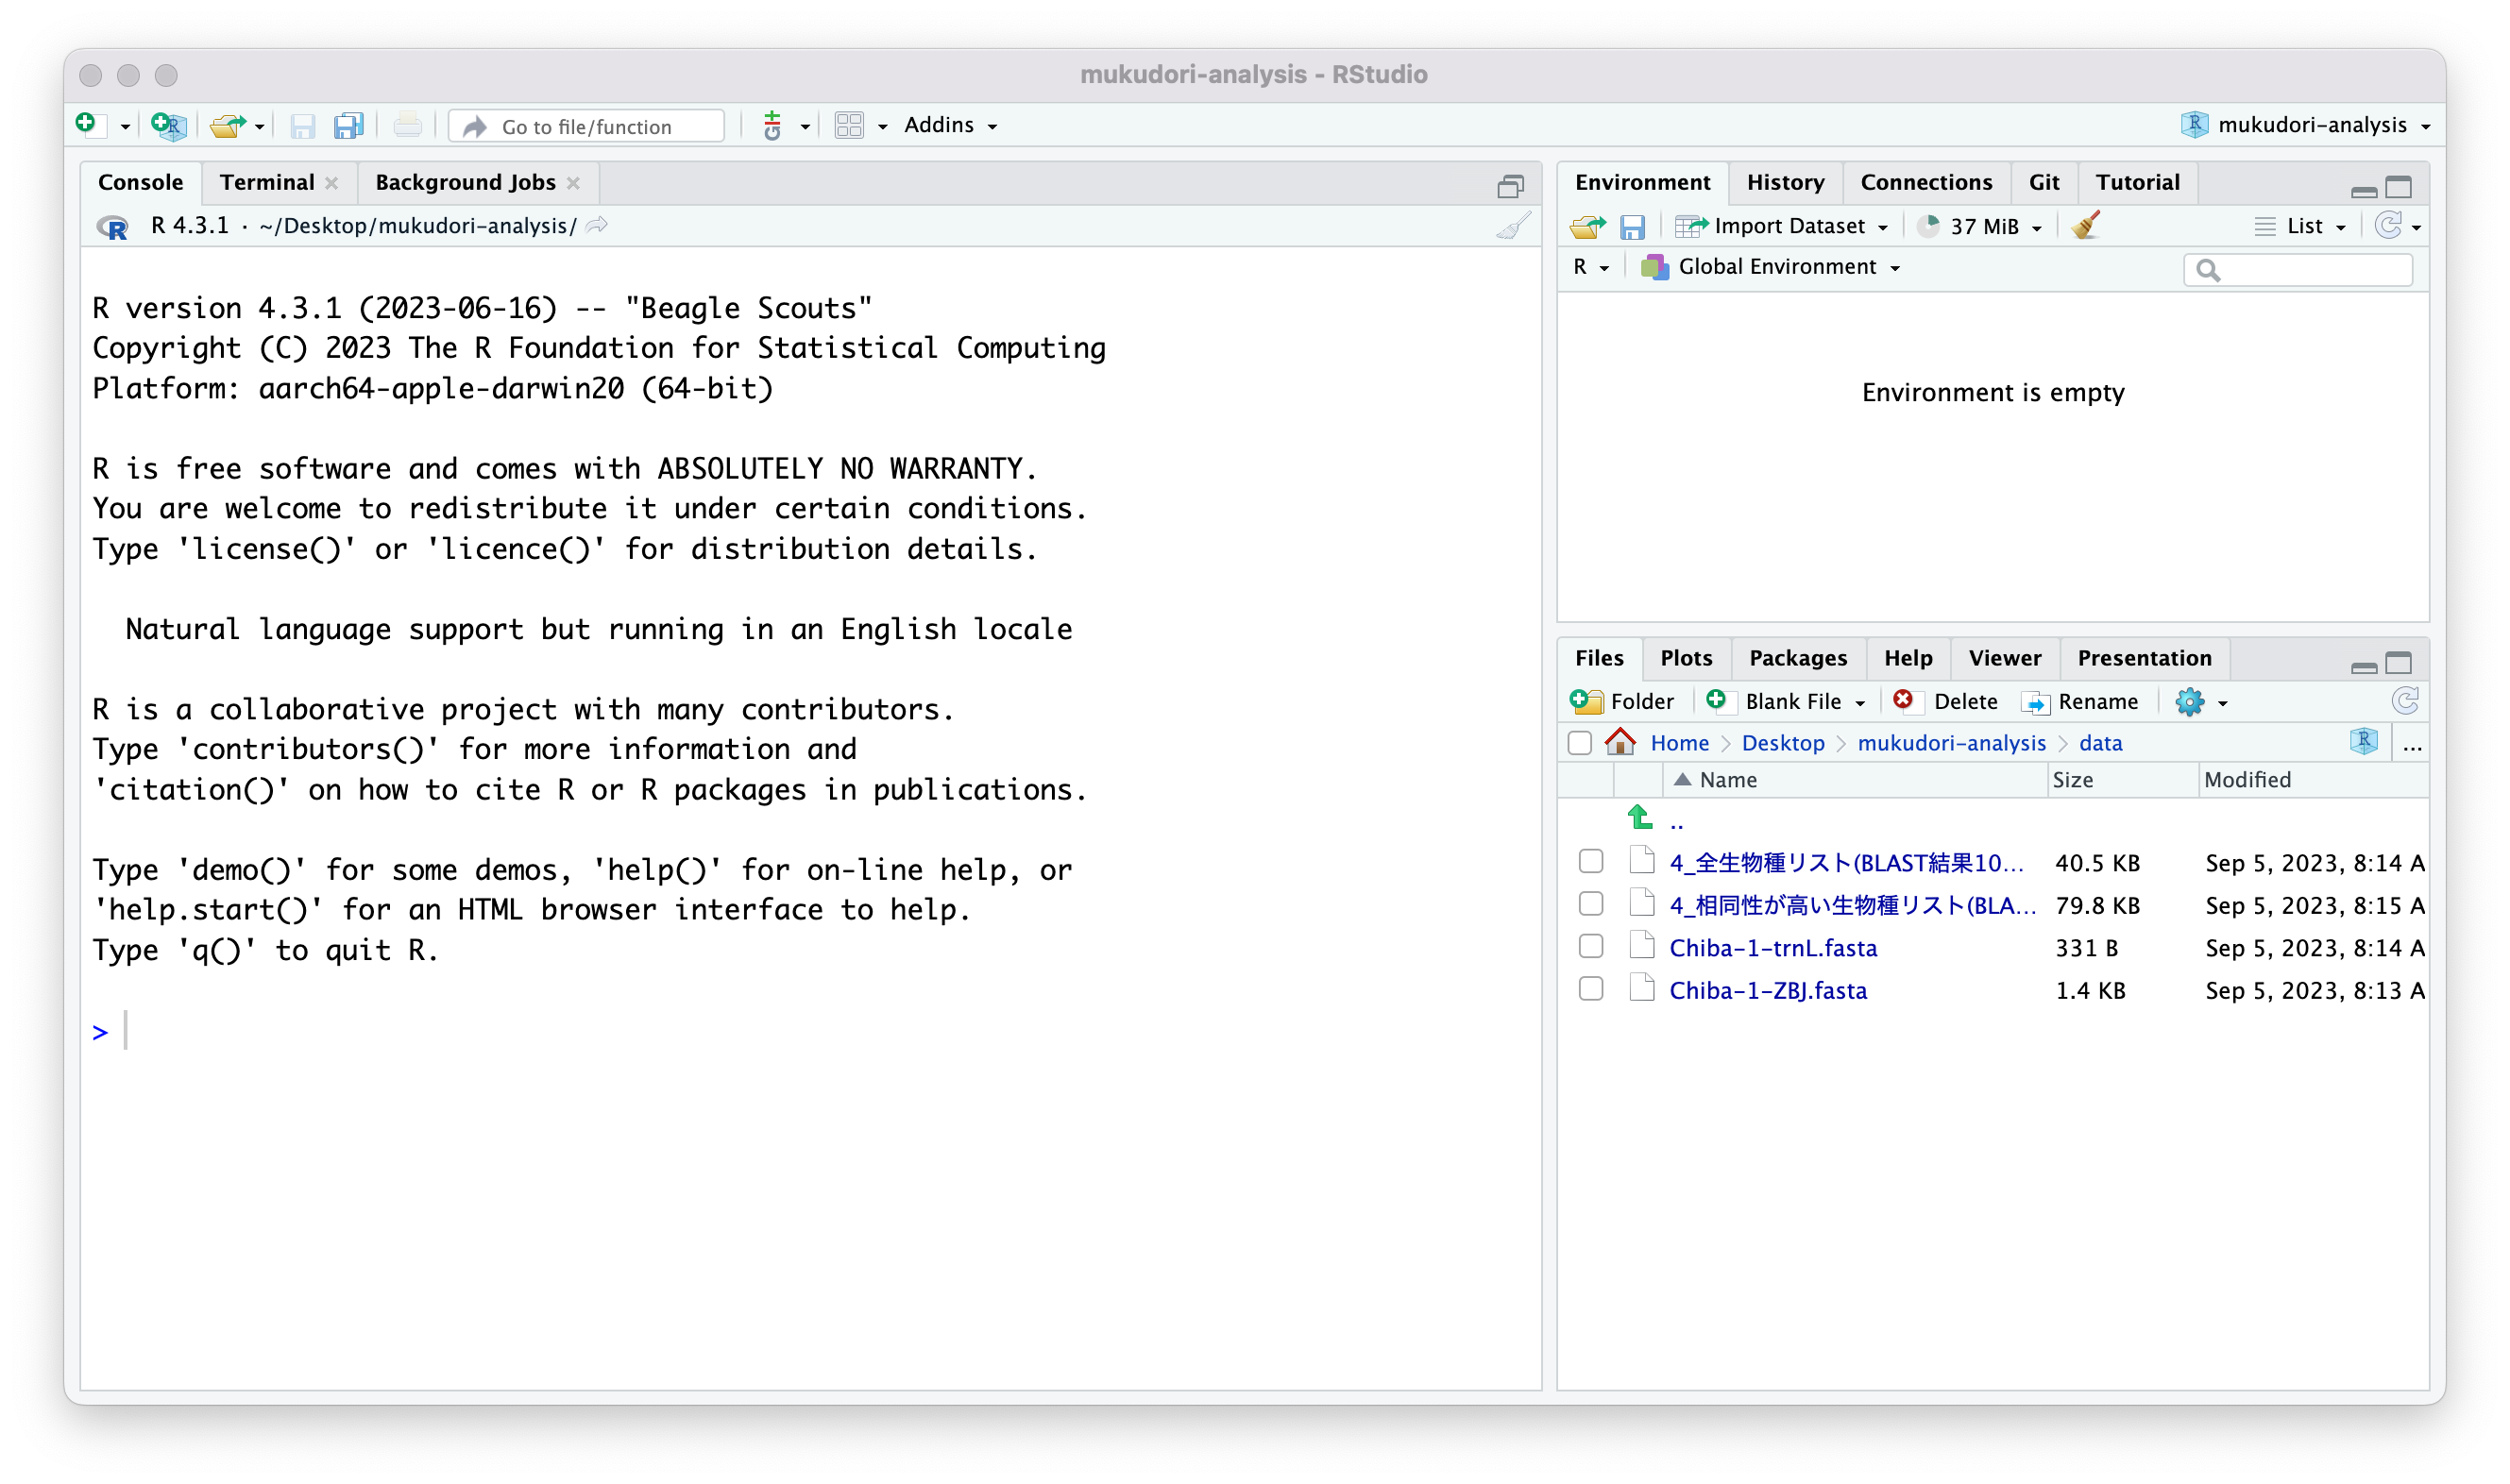 mukudori-analysis - RStudio
Go to file/function
Addins
mukudori-analysis
Console
Terminal
Background Jobs
R 4.3.1 · ~/Desktop/mukudori-analysis/
R version 4.3.1 (2023-06-16) -- "Beagle Scouts"
Copyright (C) 2023 The R Foundation for Statistical Computing
Platform: aarch64-apple-darwin20 (64-bit)
R is free software and comes with ABSOLUTELY NO WARRANTY.
You are welcome to redistribute it under certain conditions.
Type 'license()' or 'licence()' for distribution details.
Natural language support but running in an English locale
R is a collaborative project with many contributors.
Type 'contributors()' for more information and
'citation()' on how to cite R or R packages in publications.
Type 'demo()' for some demos, 'help()' for on-line help, or
'help.start()' for an HTML browser interface to help.
Type 'q()' to quit R.
>
Environment
History
Connections
Git
Tutorial
Import Dataset
37 MiB
List
R
Global Environment
Environment is empty
Files
Plots
Packages
Help
Viewer
Presentation
Folder
Blank File
Delete
Rename
Home
Desktop
mukudori-analysis
data
...
Name Size Modified
..
4_全生物種リスト(BLAST結果10… 40.5 KB Sep 5, 2023, 8:14 A
4_相同性が高い生物種リスト(BLA… 79.8 KB Sep 5, 2023, 8:15 A
Chiba-1-trnL.fasta 331 B Sep 5, 2023, 8:14 A
Chiba-1-ZBJ.fasta 1.4 KB Sep 5, 2023, 8:13 A